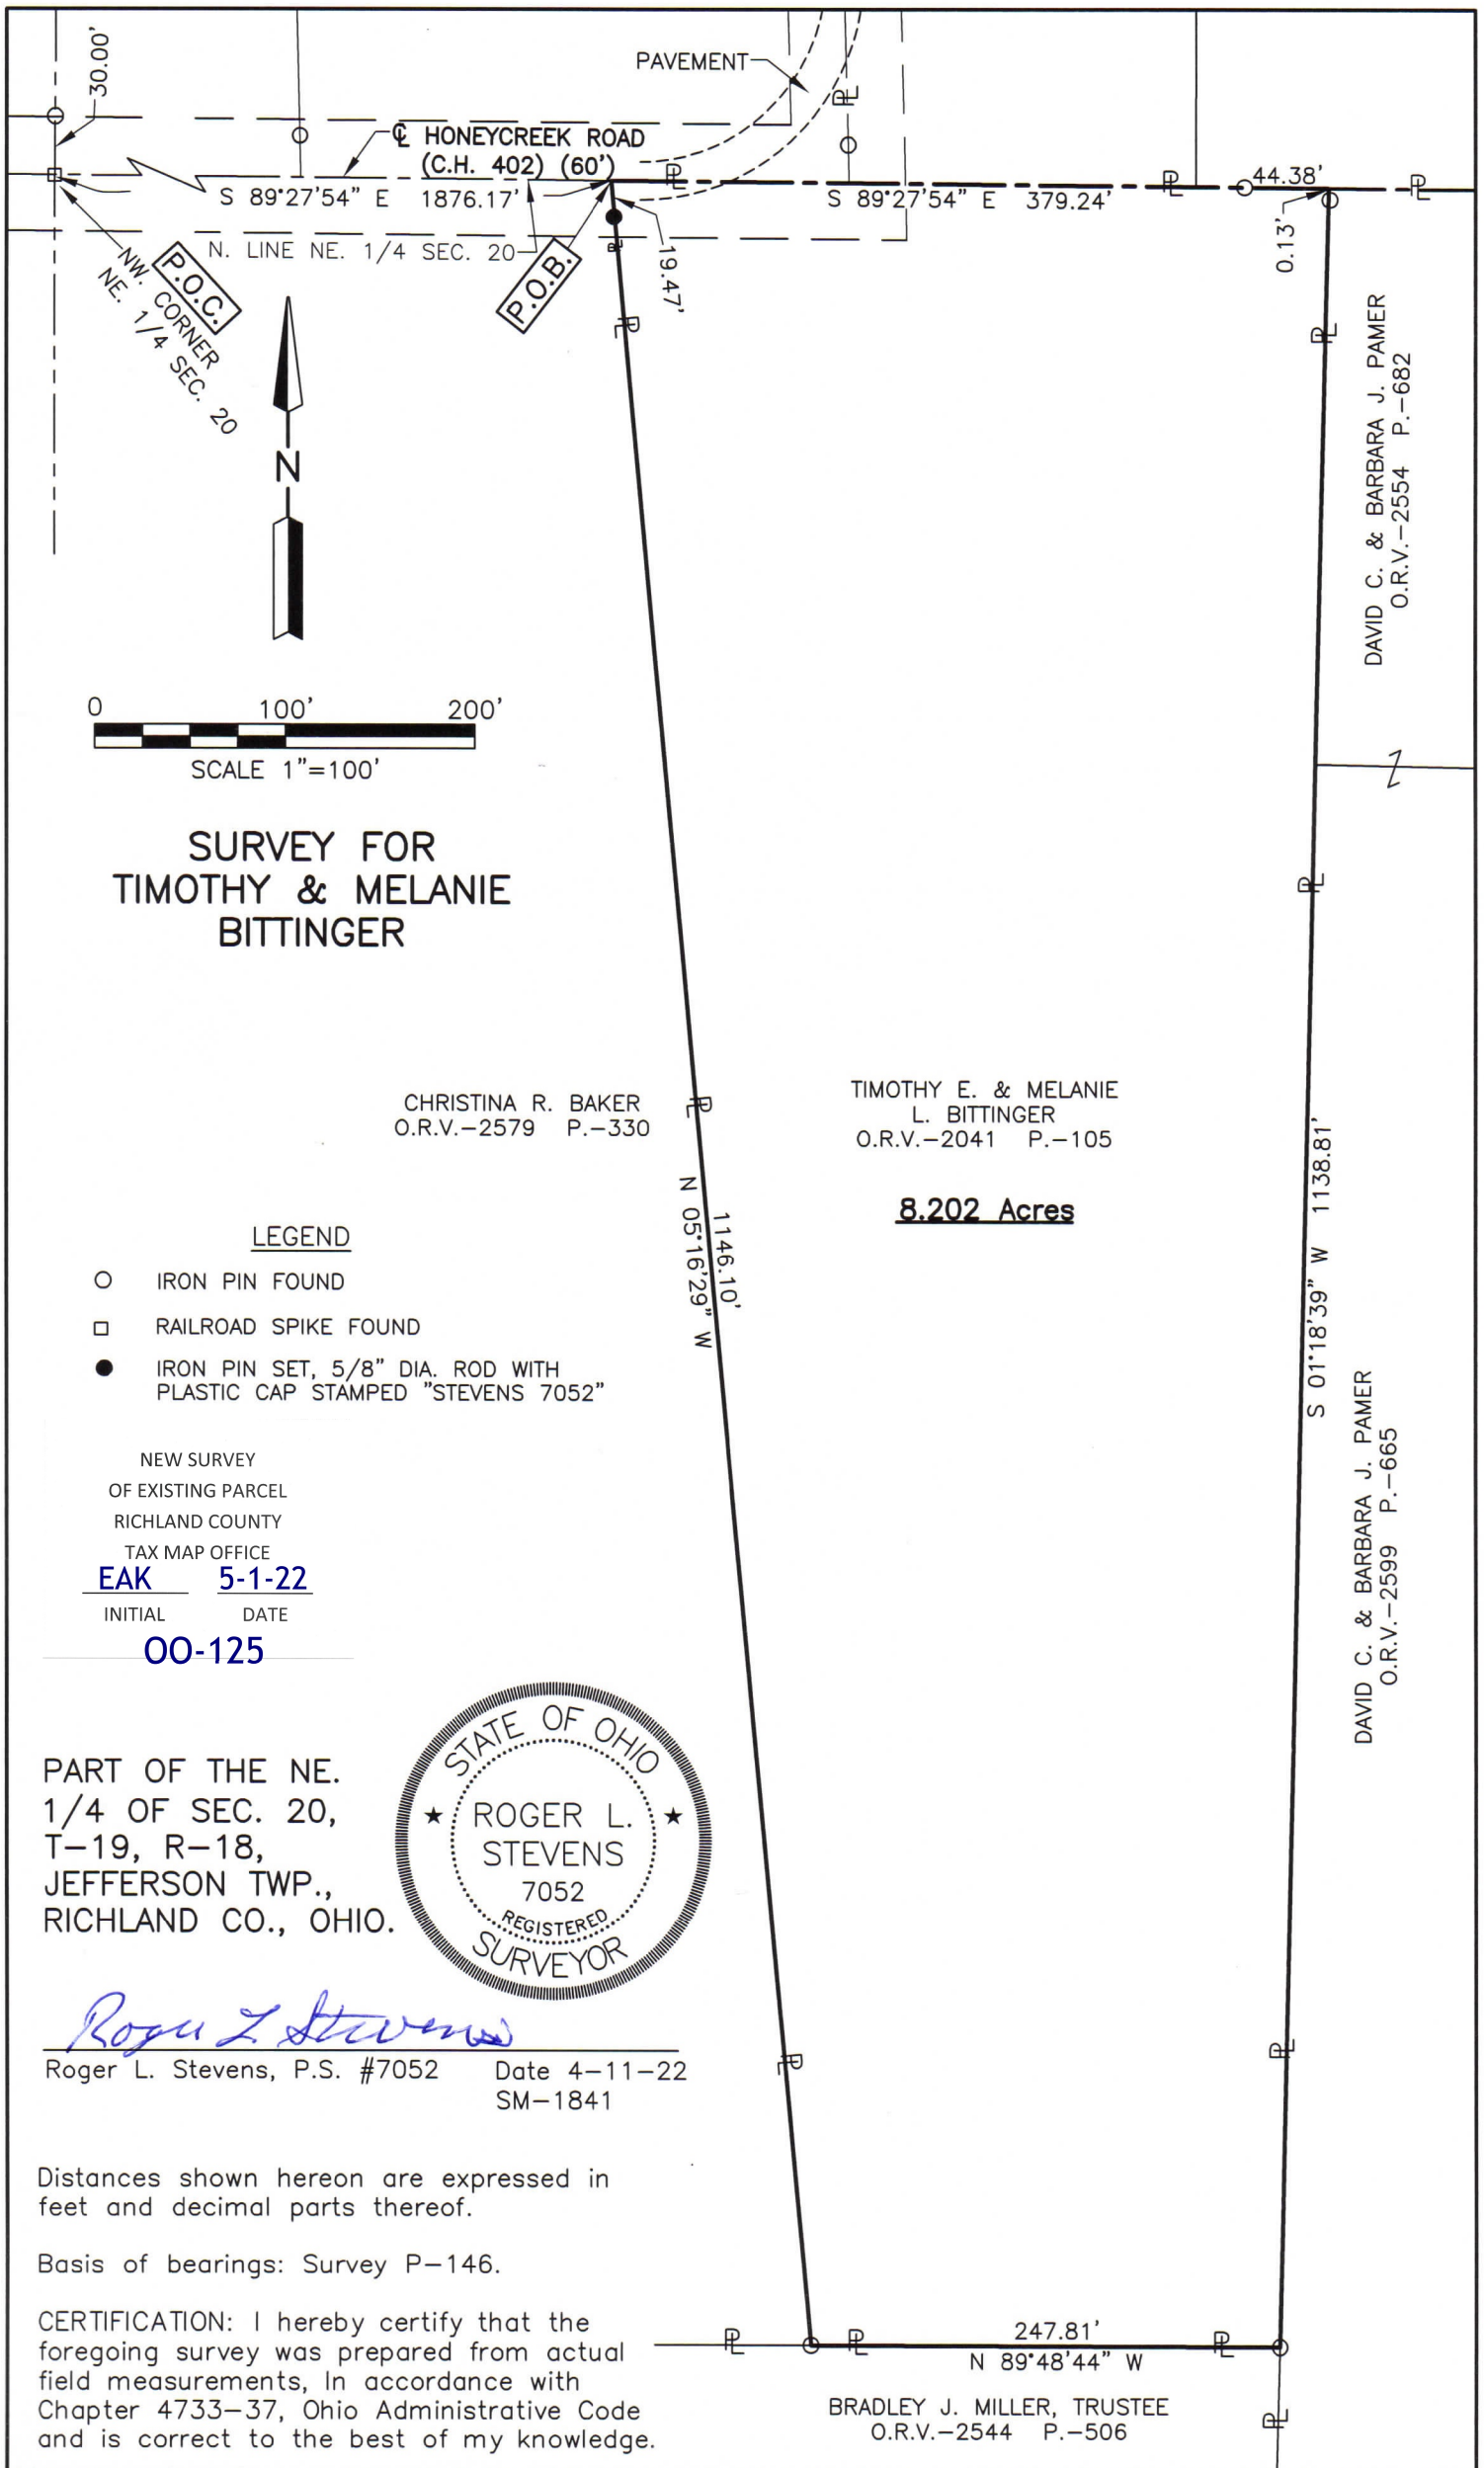 30.00'
PAVEMENT
℄ HONEYCREEK ROAD
(C.H. 402) (60')
S 89°27'54" E 1876.17'
N. LINE NE. 1/4 SEC. 20
P.O.C.
NW. CORNER
NE. 1/4 SEC. 20
P.O.B.
19.47'
S 89°27'54" E 379.24'
44.38'
0.13'
DAVID C. & BARBARA J. PAMER
O.R.V.-2554 P.-682
N
0 100' 200'
SCALE 1"=100'
SURVEY FOR
TIMOTHY & MELANIE
BITTINGER
CHRISTINA R. BAKER
O.R.V.-2579 P.-330
TIMOTHY E. & MELANIE
L. BITTINGER
O.R.V.-2041 P.-105
8.202 Acres
N 05°16'29" W
1146.10'
S 01°18'39" W 1138.81'
LEGEND
IRON PIN FOUND
RAILROAD SPIKE FOUND
IRON PIN SET, 5/8" DIA. ROD WITH
PLASTIC CAP STAMPED "STEVENS 7052"
NEW SURVEY
OF EXISTING PARCEL
RICHLAND COUNTY
TAX MAP OFFICE
EAK 5-1-22
INITIAL DATE
OO-125
DAVID C. & BARBARA J. PAMER
O.R.V.-2599 P.-665
PART OF THE NE.
1/4 OF SEC. 20,
T-19, R-18,
JEFFERSON TWP.,
RICHLAND CO., OHIO.
STATE OF OHIO
ROGER L.
STEVENS
7052
REGISTERED
SURVEYOR
Roger L Stevens
Roger L. Stevens, P.S. #7052 Date 4-11-22
SM-1841
Distances shown hereon are expressed in
feet and decimal parts thereof.
Basis of bearings: Survey P-146.
CERTIFICATION: I hereby certify that the
foregoing survey was prepared from actual
field measurements, In accordance with
Chapter 4733-37, Ohio Administrative Code
and is correct to the best of my knowledge.
247.81'
N 89°48'44" W
BRADLEY J. MILLER, TRUSTEE
O.R.V.-2544 P.-506